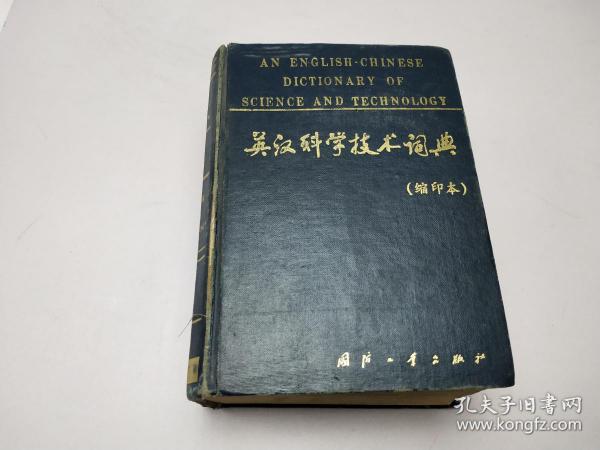 AN ENGLISH-CHINESE
DICTIONARY OF
SCIENCE AND TECHNOLOGY
英汉科学技术词典
(缩印本)
国防工业出版社
孔夫子旧书网
www.kongfz.com